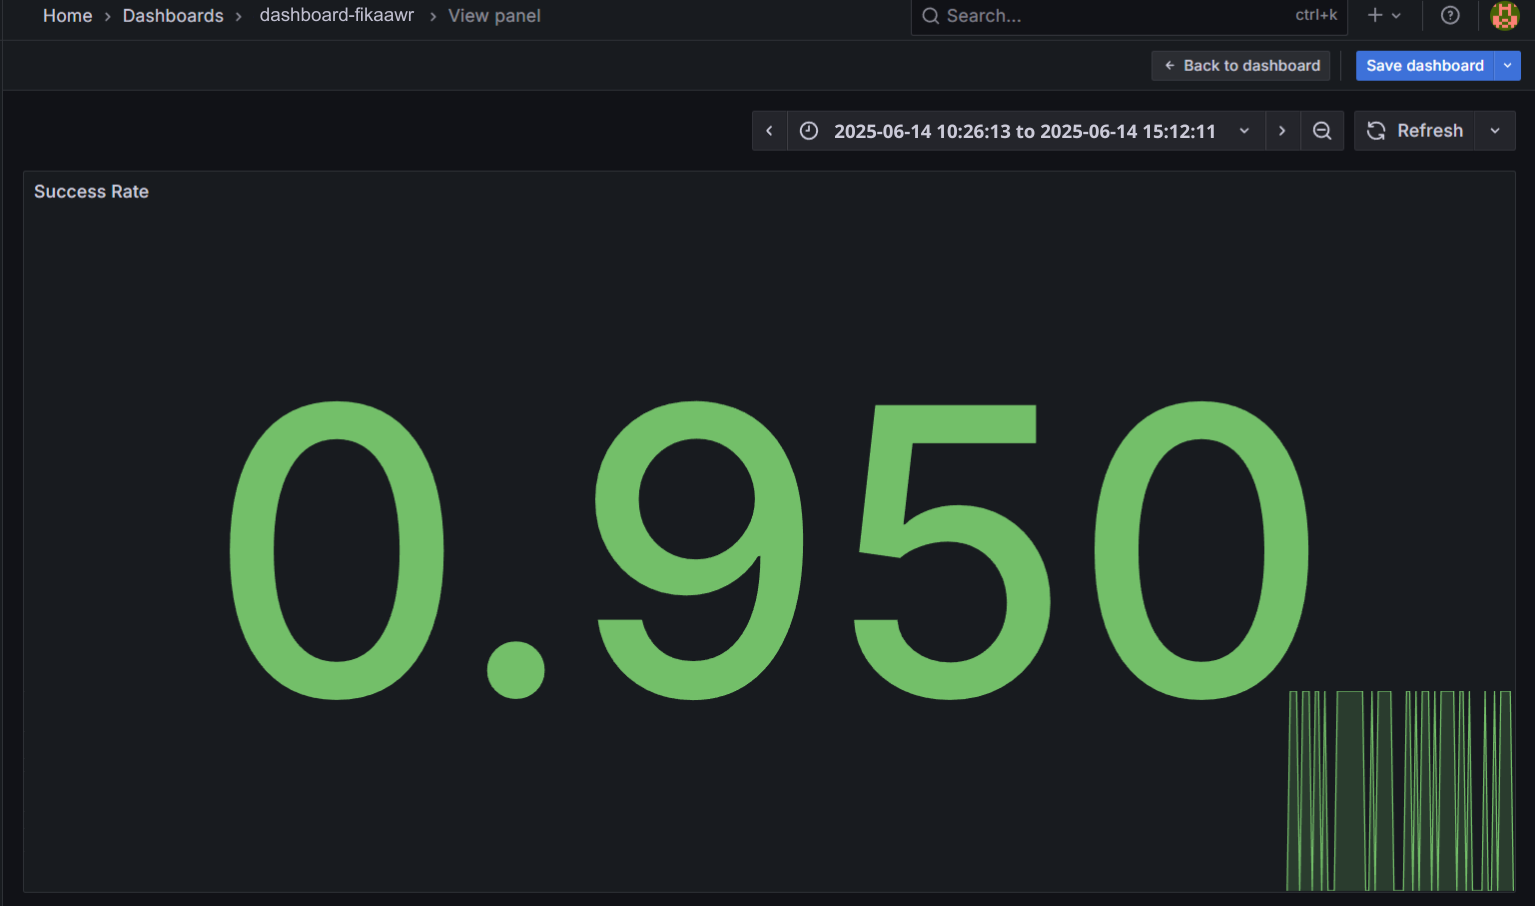 Home > Dashboards > dashboard-fikaawr > View panel
Search... ctrl+k
← Back to dashboard
Save dashboard
2025-06-14 10:26:13 to 2025-06-14 15:12:11
Refresh
Success Rate
0.950